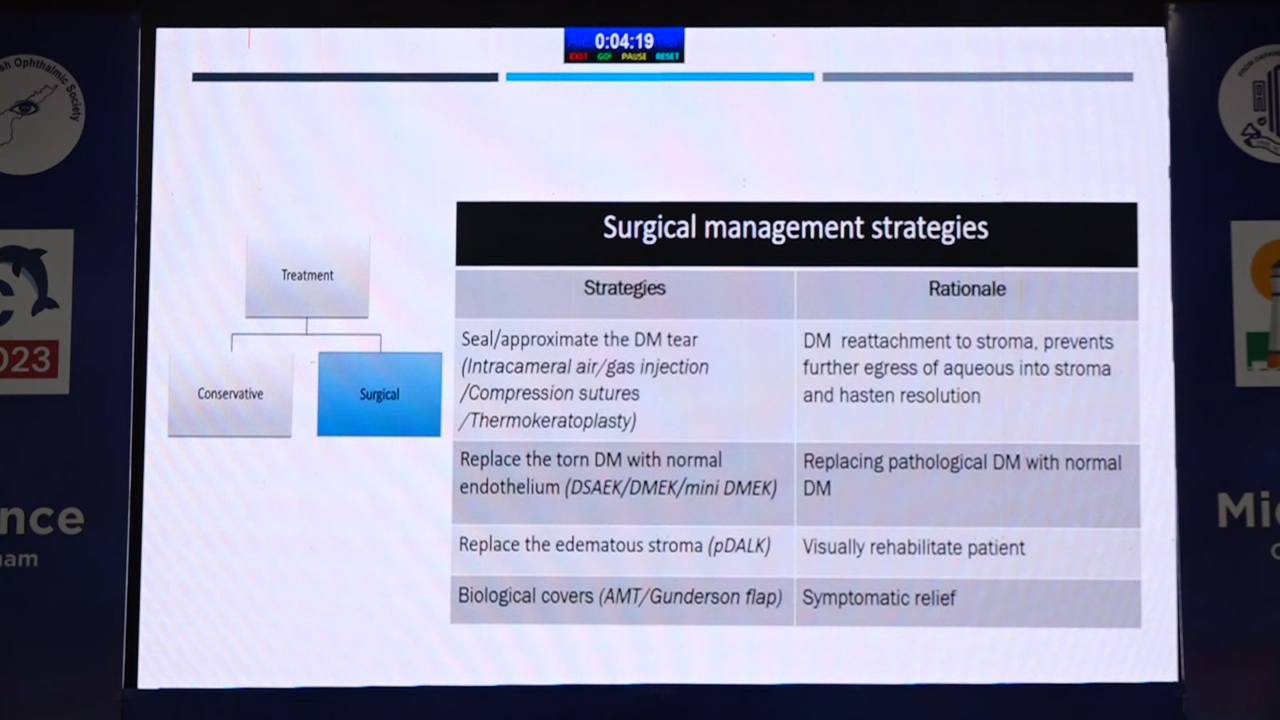 0:04:19
EXIT GO! PAUSE RESET
sh Ophthalmic Society
Surgical management strategies
Treatment
Conservative
Surgical
Strategies
Rationale
Seal/approximate the DM tear
(Intracameral air/gas injection
/Compression sutures
/Thermokeratoplasty)
DM reattachment to stroma, prevents
further egress of aqueous into stroma
and hasten resolution
Replace the torn DM with normal
endothelium (DSAEK/DMEK/mini DMEK)
Replacing pathological DM with normal
DM
Replace the edematous stroma (pDALK)
Visually rehabilitate patient
Biological covers (AMT/Gunderson flap)
Symptomatic relief
C
023
nce
am
Mi